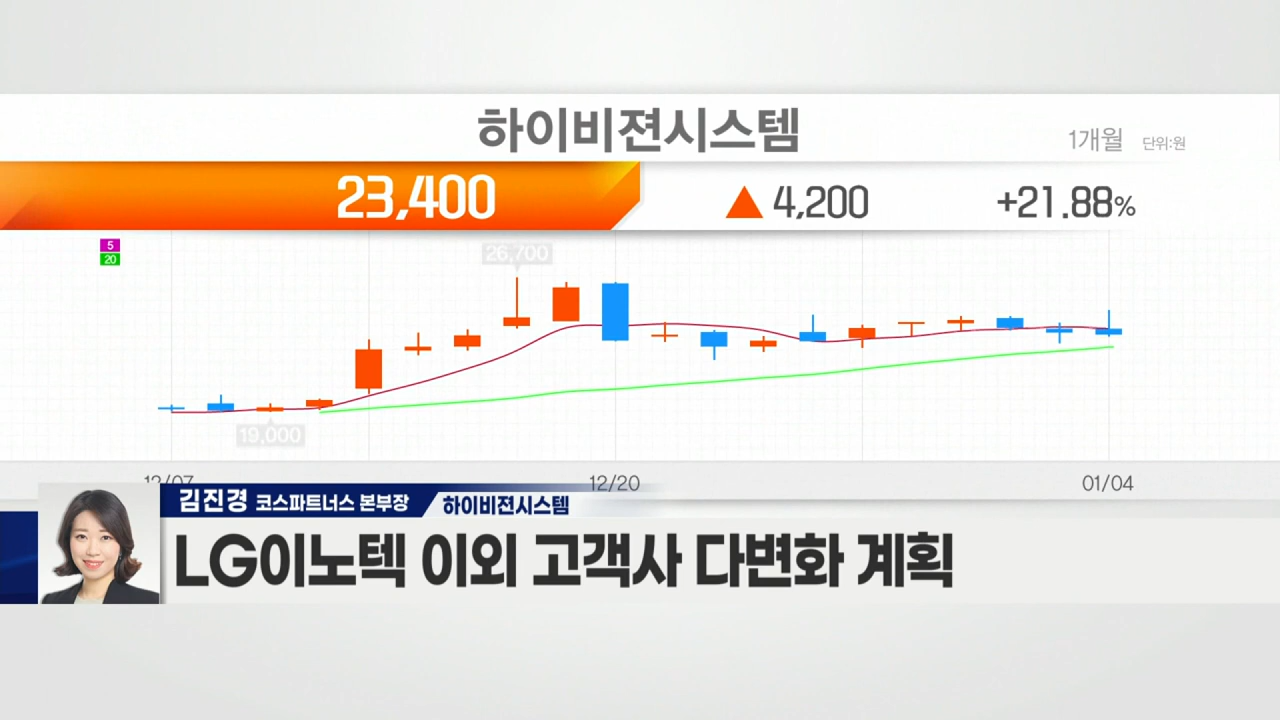 하이비젼시스템
1개월 단위:원
23,400 ▲ 4,200 +21.88%
5
20
26,700
19,000
12/07 12/20 01/04
김진경 코스파트너스 본부장 하이비젼시스템
LG이노텍 이외 고객사 다변화 계획